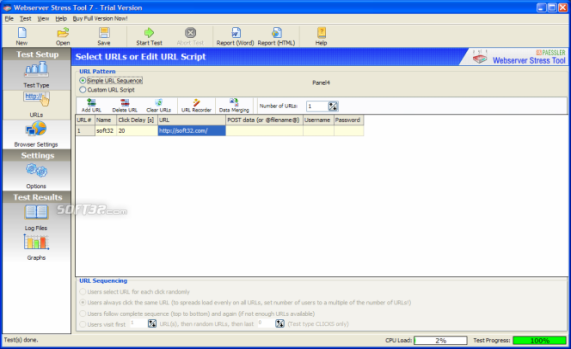 Webserver Stress Tool 7 - Trial Version
File Test View Help Buy Full Version Now!
New Open Save Start Test Abort Test Report (Word) Report (HTML) Help
Test Setup
Select URLs or Edit URL Script
PAESSLER
Webserver Stress Tool
Test Type
URLs
Browser Settings
Settings
Options
Test Results
Log Files
Graphs
URL Pattern
Simple URL Sequence
Panel4
Custom URL Script
Add URL Delete URL Clear URLs URL Recorder Data Merging Number of URLs: 1
URL # Name Click Delay [s] URL POST data (or @filename@) Username Password
1 soft32 20 http://soft32.com/
SOFT32.com
URL Sequencing
Users select URL for each click randomly
Users always click the same URL (to spreads load evenly on all URLs, set number of users to a multiple of the number of URLs!)
Users follow complete sequence (top to bottom) and again (if not enough URLs available)
Users visit first URL(s), then random URLs, then last (test type CLICKS only)
Test(s) done. CPU Load: 2% Test Progress: 100%